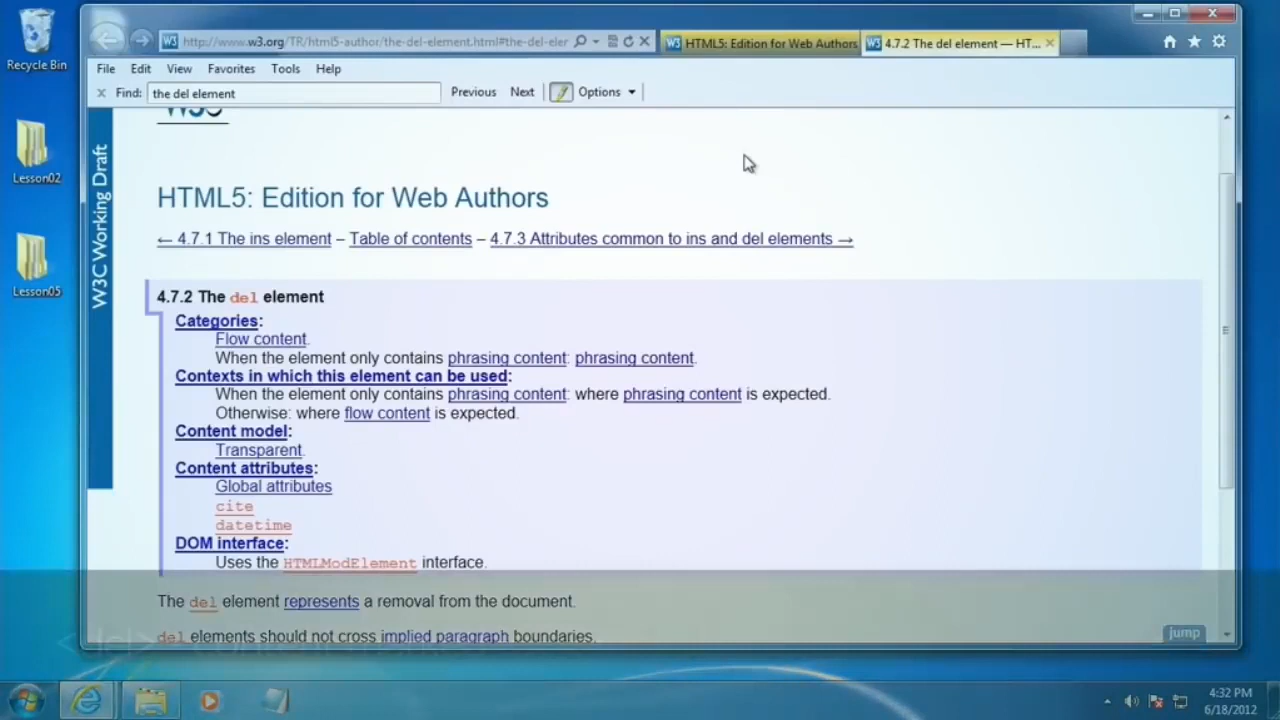 Recycle Bin
Lesson02
Lesson05
http://www.w3.org/TR/html5-author/the-del-element.html#the-del-eler
HTML5: Edition for Web Authors
4.7.2 The del element — HT...
File Edit View Favorites Tools Help
Find: the del element Previous Next Options
W3C
W3C Working Draft
HTML5: Edition for Web Authors
← 4.7.1 The ins element – Table of contents – 4.7.3 Attributes common to ins and del elements →
4.7.2 The del element
Categories:
Flow content.
When the element only contains phrasing content: phrasing content.
Contexts in which this element can be used:
When the element only contains phrasing content: where phrasing content is expected.
Otherwise: where flow content is expected.
Content model:
Transparent.
Content attributes:
Global attributes
cite
datetime
DOM interface:
Uses the HTMLModElement interface.
The del element represents a removal from the document.
del elements should not cross implied paragraph boundaries.
jump
<del>
4:32 PM
6/18/2012